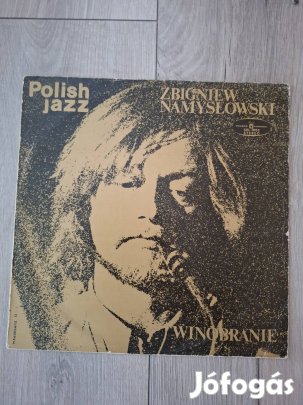 Polish
jazz
ZBIGNIEW
NAMYSŁOWSKI
WINOBRANIE
Jófogás